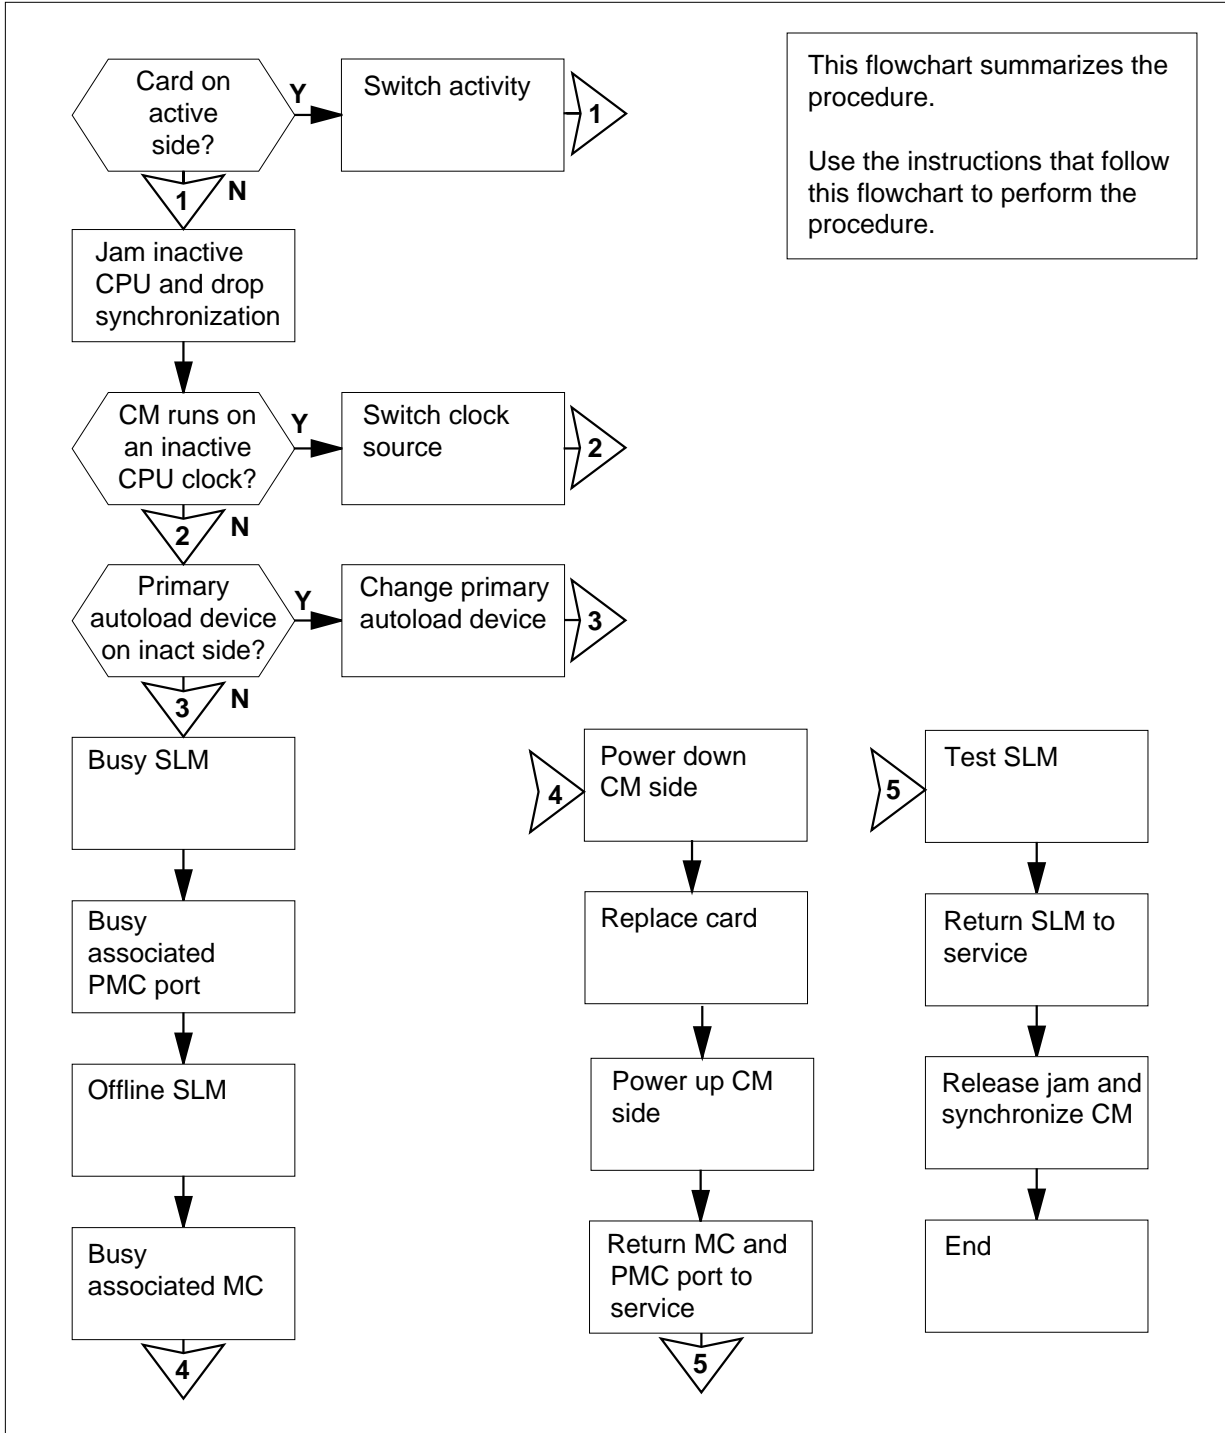 Card on
active
side?
Y
Switch activity
1
This flowchart summarizes the
procedure.
Use the instructions that follow
this flowchart to perform the
procedure.
1
N
Jam inactive
CPU and drop
synchronization
CM runs on
an inactive
CPU clock?
Y
Switch clock
source
2
2
N
Primary
autoload device
on inact side?
Y
Change primary
autoload device
3
3
N
Busy SLM
Busy
associated
PMC port
Offline SLM
Busy
associated MC
4
4
Power down
CM side
Replace card
Power up CM
side
Return MC and
PMC port to
service
5
5
Test SLM
Return SLM to
service
Release jam and
synchronize CM
End